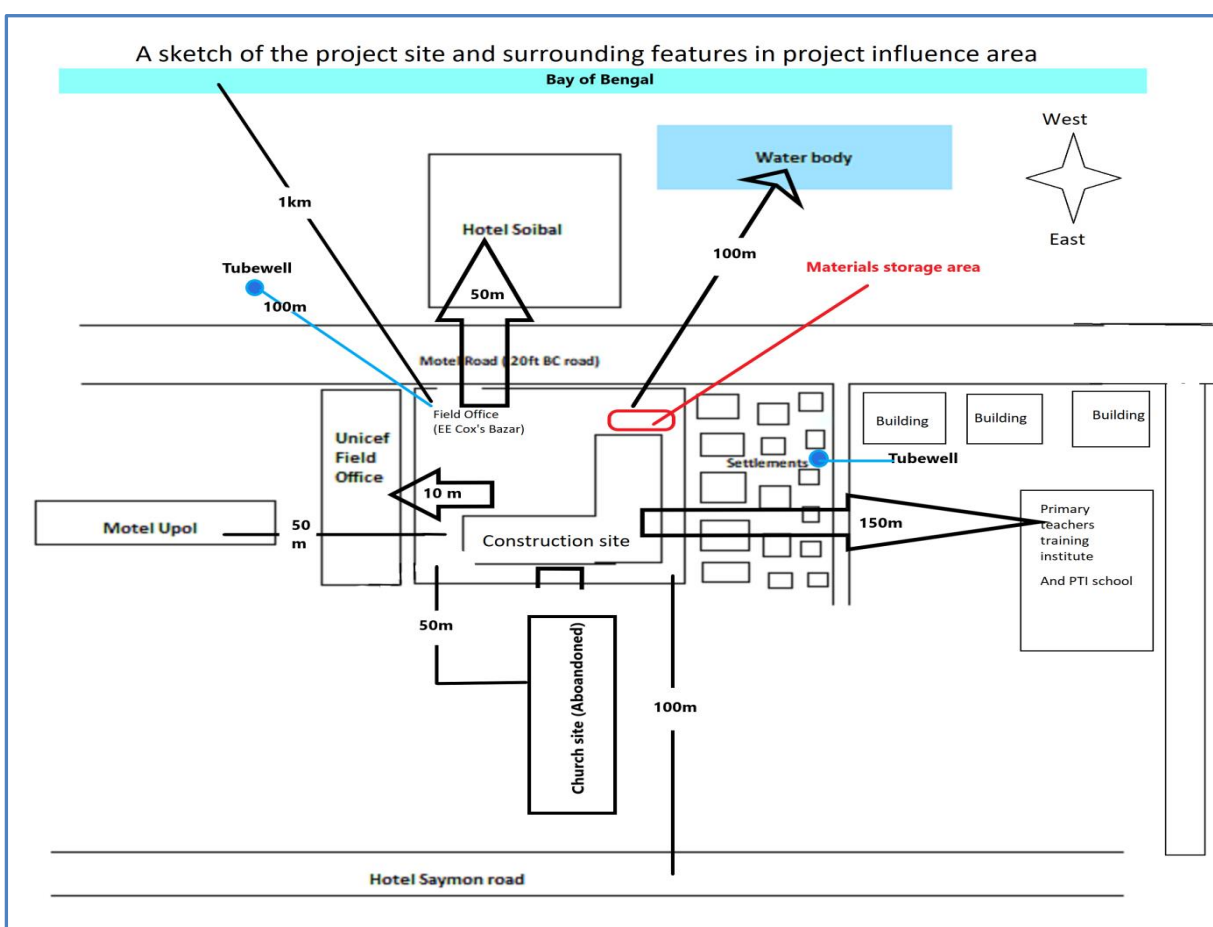 A sketch of the project site and surrounding features in project influence area
Bay of Bengal
West
East
Water body
1km
Hotel Soibal
100m
Materials storage area
Tubewell
100m
50m
Motel Road ( 20ft BC road)
Field Office
(EE Cox's Bazar)
Unicef
Field
Office
Building
Building
Building
Settlements
Tubewell
10 m
Motel Upol
50
m
Construction site
150m
Primary
teachers
training
institute
And PTI school
50m
Church site (Aboandoned)
100m
Hotel Saymon road